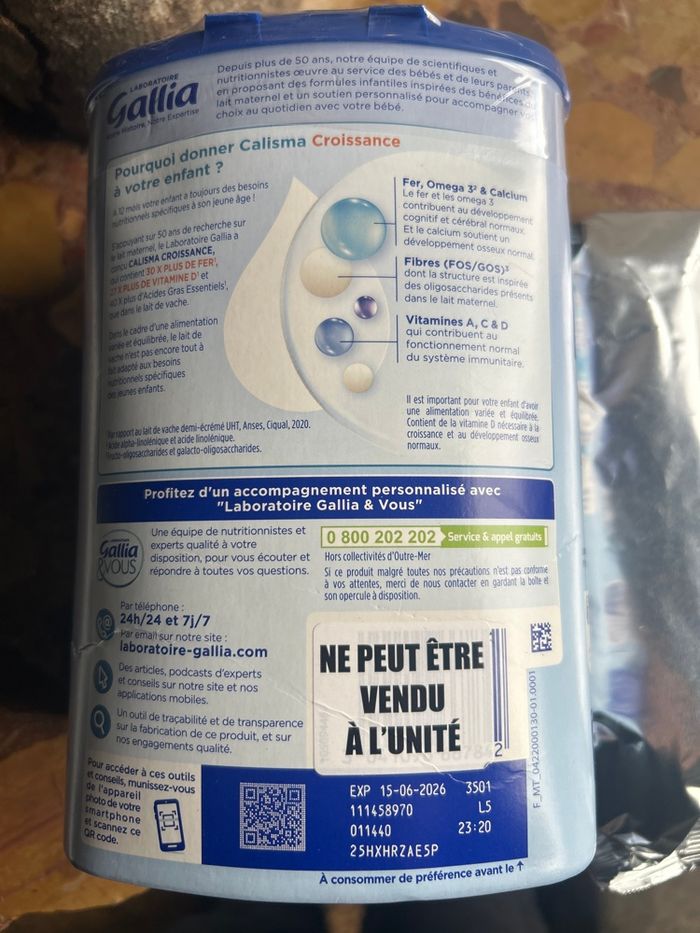 LABORATOIRE
Gallia
Notre Histoire, Notre Expertise
Depuis plus de 50 ans, notre équipe de scientifiques et
nutritionnistes œuvre au service des bébés et de leurs parents
en proposant des formules infantiles inspirées des bénéfices du
lait maternel et un soutien personnalisé pour accompagner vos
choix au quotidien avec votre bébé.
Pourquoi donner Calisma Croissance
à votre enfant ?
A 12 mois votre enfant a toujours des besoins
nutritionnels spécifiques à son jeune âge !
S'appuyant sur 50 ans de recherche sur
le lait maternel, le Laboratoire Gallia a
conçu CALISMA CROISSANCE,
qui contient 30 X PLUS DE FER¹,
X PLUS DE VITAMINE D¹ et
X plus d'Acides Gras Essentiels¹,
que dans le lait de vache.
Dans le cadre d'une alimentation
variée et équilibrée, le lait de
vache n'est pas encore tout à
fait adapté aux besoins
nutritionnels spécifiques
des jeunes enfants.
Fer, Omega 3² & Calcium
Le fer et les omega 3
contribuent au développement
cognitif et cérébral normaux.
Et le calcium soutient un
développement osseux normal.
Fibres (FOS/GOS)³
dont la structure est inspirée
des oligosaccharides présents
dans le lait maternel.
Vitamines A, C & D
qui contribuent au
fonctionnement normal
du système immunitaire.
Il est important pour votre enfant d'avoir
une alimentation variée et équilibrée.
Contient de la vitamine D nécessaire à la
croissance et au développement osseux
normaux.
Par rapport au lait de vache demi-écrémé UHT, Anses, Ciqual, 2020.
Acide alpha-linolénique et acide linolénique.
Fructo-oligosaccharides et galacto-oligosaccharides.
Profitez d'un accompagnement personnalisé avec
"Laboratoire Gallia & Vous"
Gallia
& VOUS
Une équipe de nutritionnistes et
experts qualité à votre
disposition, pour vous écouter et
répondre à toutes vos questions.
0 800 202 202 Service & appel gratuits
Hors collectivités d'Outre-Mer
Si ce produit malgré toutes nos précautions n'est pas conforme
à vos attentes, merci de nous contacter en gardant la boîte et
son opercule à disposition.
Par téléphone :
24h/24 et 7j/7
Par email sur notre site :
laboratoire-gallia.com
Des articles, podcasts d'experts
et conseils sur notre site et nos
applications mobiles.
Un outil de traçabilité et de transparence
sur la fabrication de ce produit, et sur
nos engagements qualité.
NE PEUT ÊTRE
VENDU
À L'UNITÉ
2
F_MT_0422000130-01.0001
Pour accéder à ces outils
et conseils, munissez-vous
de l'appareil
photo de votre
smartphone
et scannez ce
QR code.
EXP 15-06-2026 3501
111458970 L5
011440 23:20
25HXHRZAE5P
À consommer de préférence avant le ↑